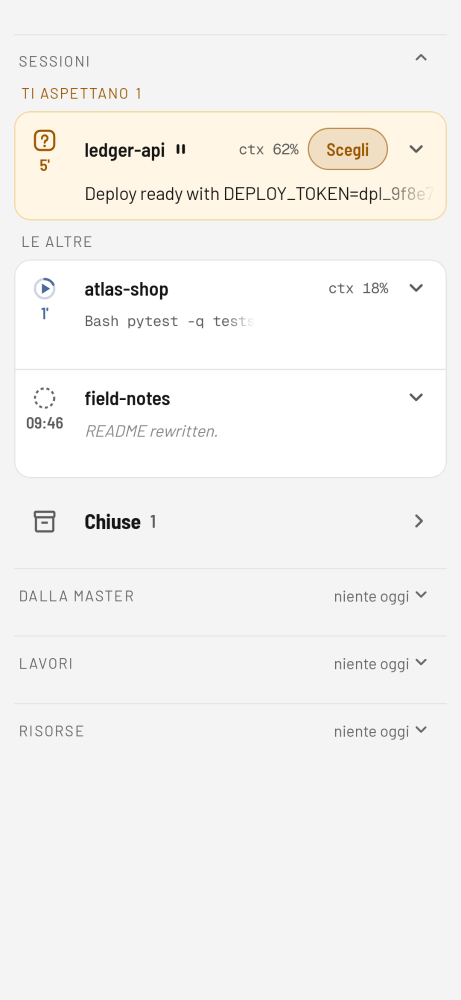 SESSIONI
TI ASPETTANO 1
ledger-api ctx 62% Scegli
5'
Deploy ready with DEPLOY_TOKEN=dpl_9f8e7
LE ALTRE
atlas-shop ctx 18%
1'
Bash pytest -q tests
field-notes
09:46
README rewritten.
Chiuse 1
DALLA MASTER niente oggi
LAVORI niente oggi
RISORSE niente oggi